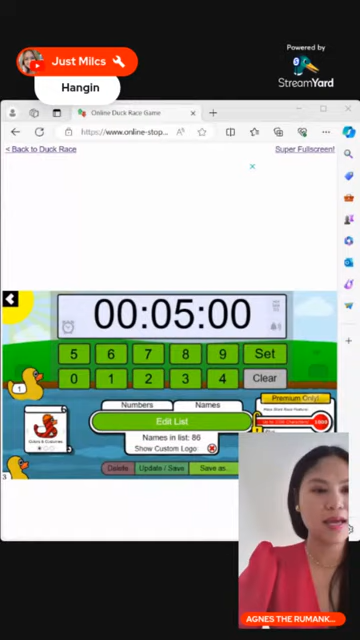 Just Milcs
Hangin
Powered by
StreamYard
Online Duck Race Game
https://www.online-stop...
< Back to Duck Race
Super Fullscreen!
00:05:00
5 6 7 8 9 Set
0 1 2 3 4 Clear
1
Numbers
Names
Premium Only!
Edit List
Names in list: 86
Show Custom Logo
Delete
Update / Save
Save as...
3
AGNES THE RUMANK...